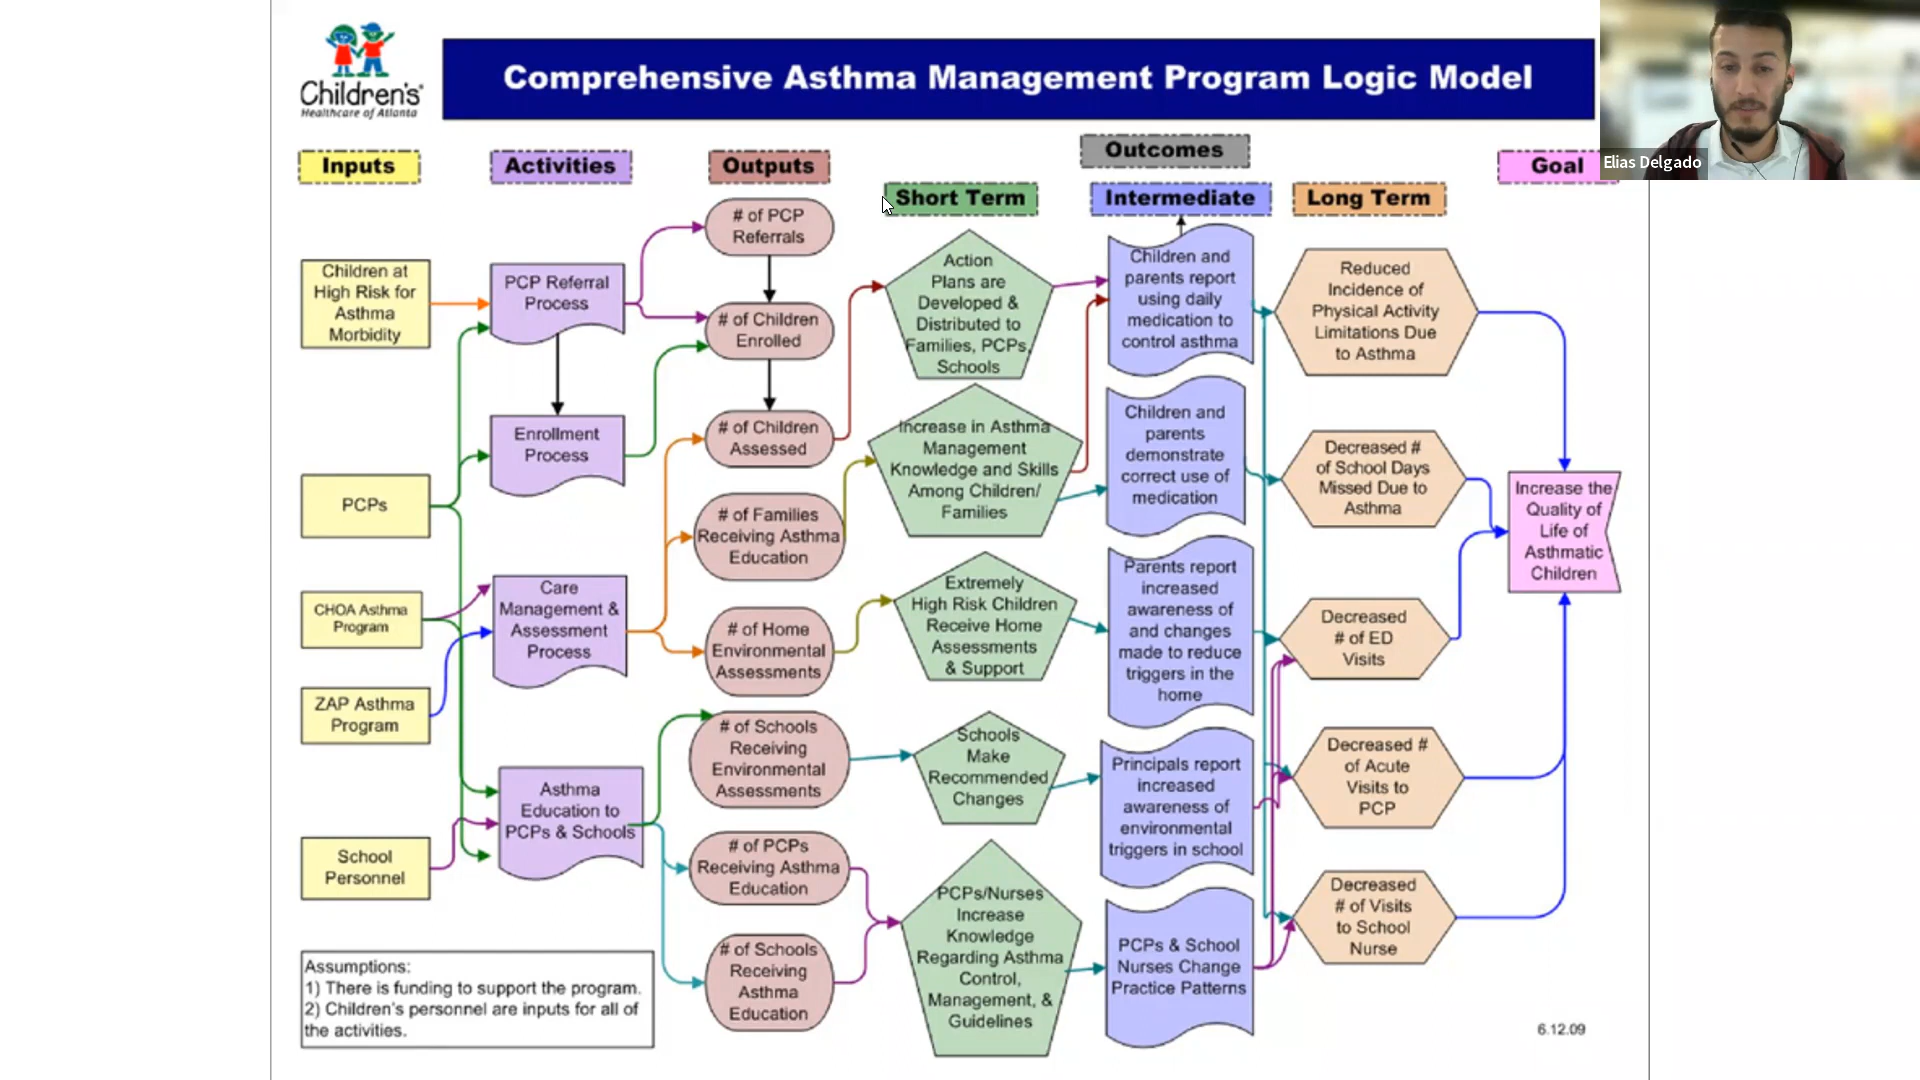 Children's
Healthcare of Atlanta
Comprehensive Asthma Management Program Logic Model
Elias Delgado
Inputs
Activities
Outputs
Outcomes
Short Term
Intermediate
Long Term
Goal
Children at
High Risk for
Asthma
Morbidity
PCPs
CHOA Asthma
Program
ZAP Asthma
Program
School
Personnel
PCP Referral
Process
Enrollment
Process
Care
Management &
Assessment
Process
Asthma
Education to
PCPs & Schools
# of PCP
Referrals
# of Children
Enrolled
# of Children
Assessed
# of Families
Receiving Asthma
Education
# of Home
Environmental
Assessments
# of Schools
Receiving
Environmental
Assessments
# of PCPs
Receiving Asthma
Education
# of Schools
Receiving
Asthma
Education
Action
Plans are
Developed &
Distributed to
Families, PCPs,
Schools
Increase in Asthma
Management
Knowledge and Skills
Among Children/
Families
Extremely
High Risk Children
Receive Home
Assessments
& Support
Schools
Make
Recommended
Changes
PCPs/Nurses
Increase
Knowledge
Regarding Asthma
Control,
Management, &
Guidelines
Children and
parents report
using daily
medication to
control asthma
Children and
parents
demonstrate
correct use of
medication
Parents report
increased
awareness of
and changes
made to reduce
triggers in the
home
Principals report
increased
awareness of
environmental
triggers in school
PCPs & School
Nurses Change
Practice Patterns
Reduced
Incidence of
Physical Activity
Limitations Due
to Asthma
Decreased #
of School Days
Missed Due to
Asthma
Decreased
# of ED
Visits
Decreased #
of Acute
Visits to
PCP
Decreased
# of Visits
to School
Nurse
Increase the
Quality of
Life of
Asthmatic
Children
Assumptions:
1) There is funding to support the program.
2) Children's personnel are inputs for all of
the activities.
6.12.09